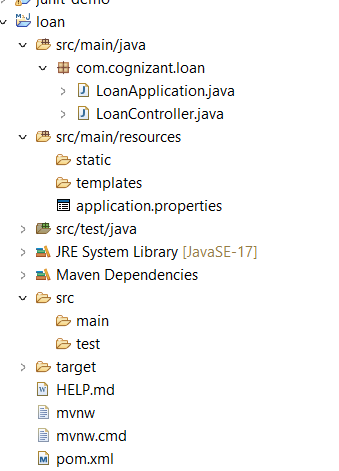 junit-demo
loan
src/main/java
com.cognizant.loan
LoanApplication.java
LoanController.java
src/main/resources
static
templates
application.properties
src/test/java
JRE System Library [JavaSE-17]
Maven Dependencies
src
main
test
target
HELP.md
mvnw
mvnw.cmd
pom.xml